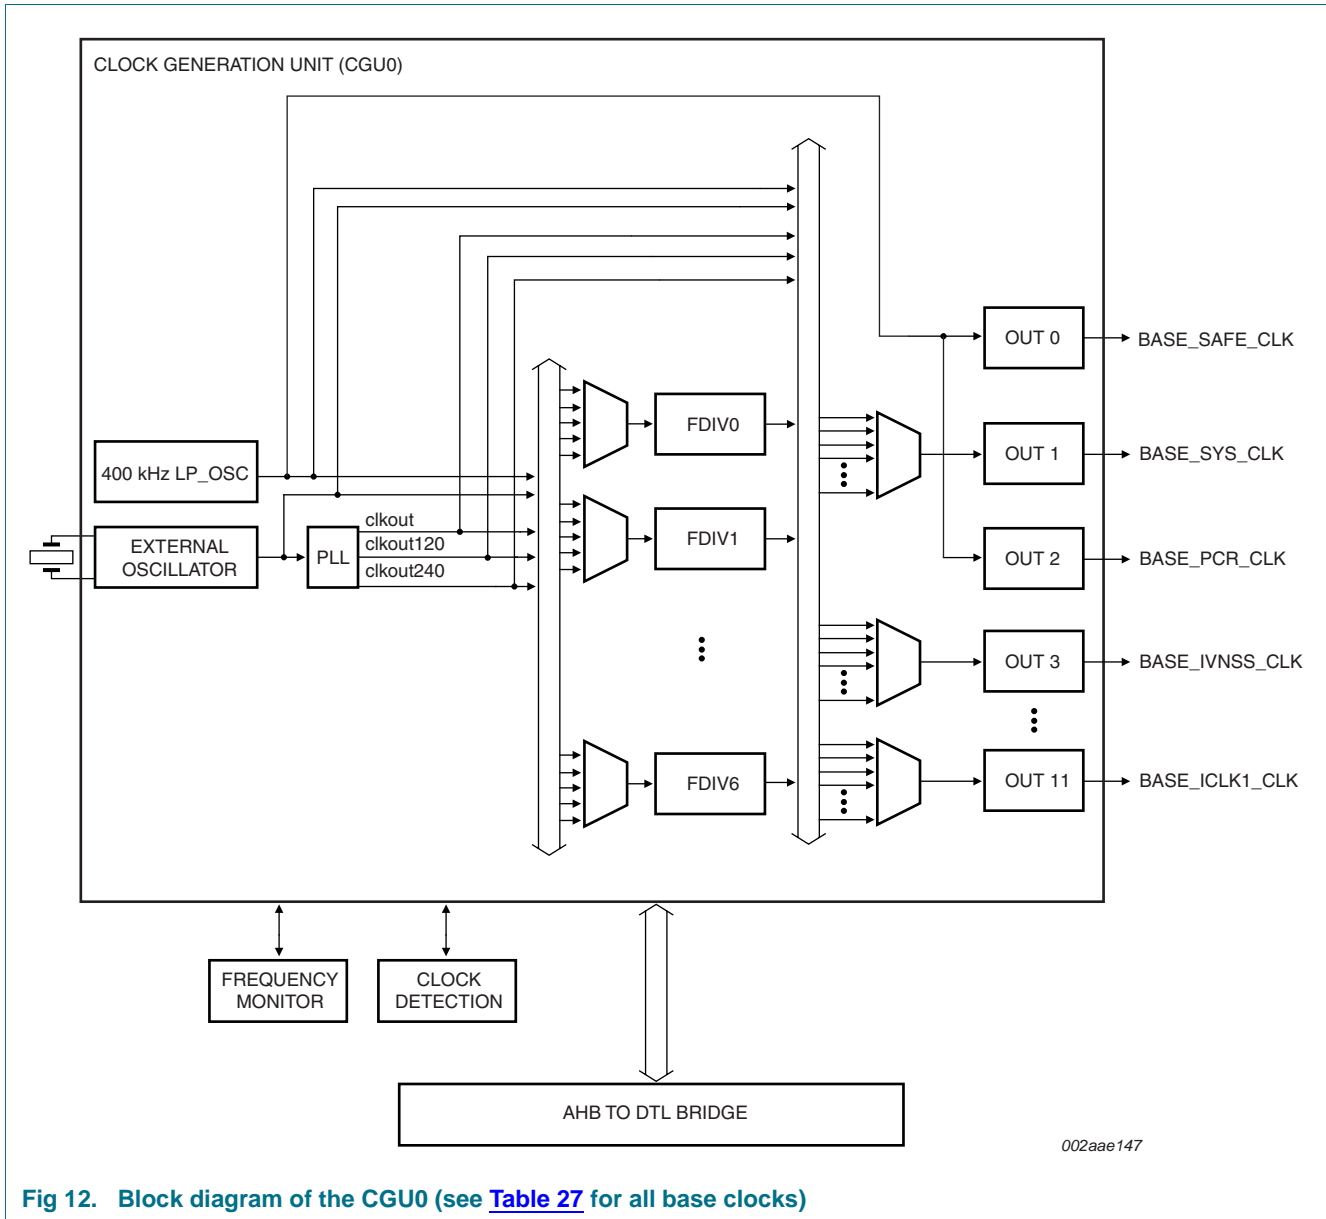 CLOCK GENERATION UNIT (CGU0)
400 kHz LP_OSC
EXTERNAL
OSCILLATOR
PLL
clkout
clkout120
clkout240
FDIV0
FDIV1
FDIV6
OUT 0
BASE_SAFE_CLK
OUT 1
BASE_SYS_CLK
OUT 2
BASE_PCR_CLK
OUT 3
BASE_IVNSS_CLK
OUT 11
BASE_ICLK1_CLK
FREQUENCY
MONITOR
CLOCK
DETECTION
AHB TO DTL BRIDGE
002aae147
Fig 12. Block diagram of the CGU0 (see Table 27 for all base clocks)